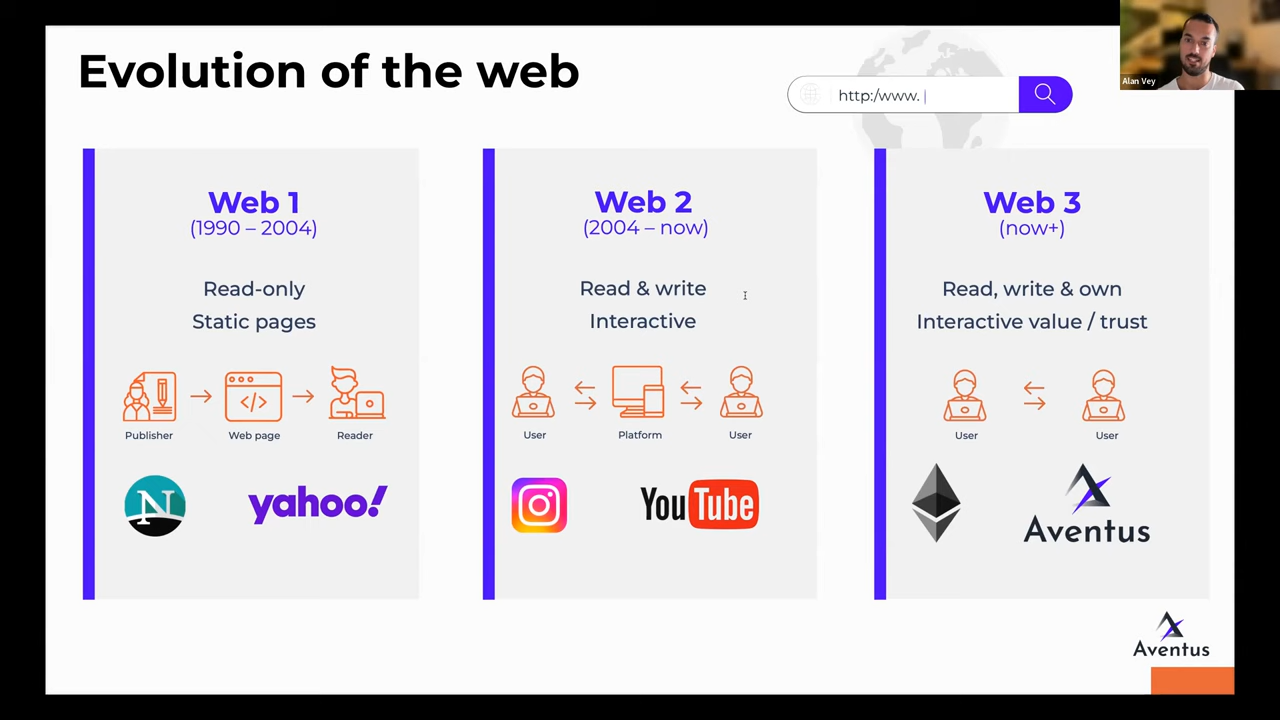 Evolution of the web
http:/www.
Alan Vey
Web 1
(1990 – 2004)
Read-only
Static pages
Publisher
Web page
Reader
N
yahoo!
Web 2
(2004 – now)
Read & write
Interactive
User
Platform
User
YouTube
Web 3
(now+)
Read, write & own
Interactive value / trust
User
User
Aventus
Aventus